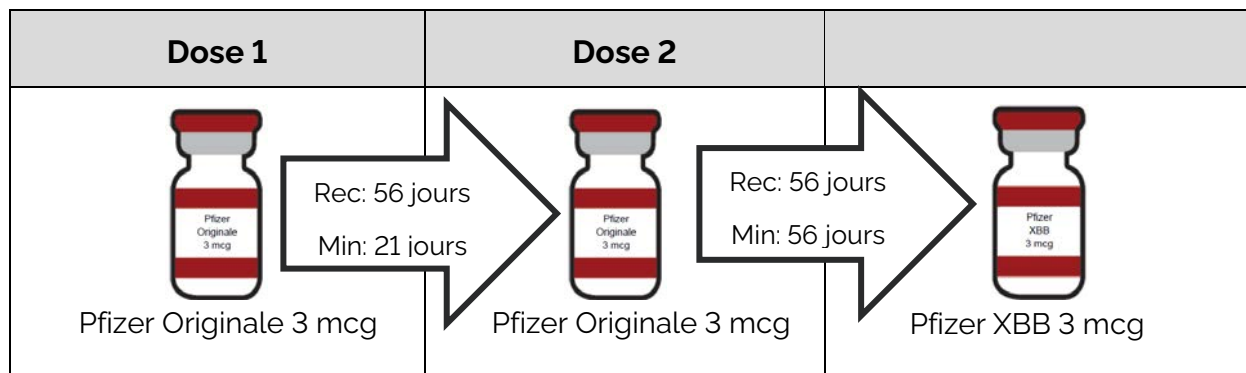 Dose 1
Dose 2
Pfizer
Originale
3 mcg
Rec: 56 jours
Min: 21 jours
Pfizer
Originale
3 mcg
Rec: 56 jours
Min: 56 jours
Pfizer
XBB
3 mcg
Pfizer Originale 3 mcg
Pfizer Originale 3 mcg
Pfizer XBB 3 mcg